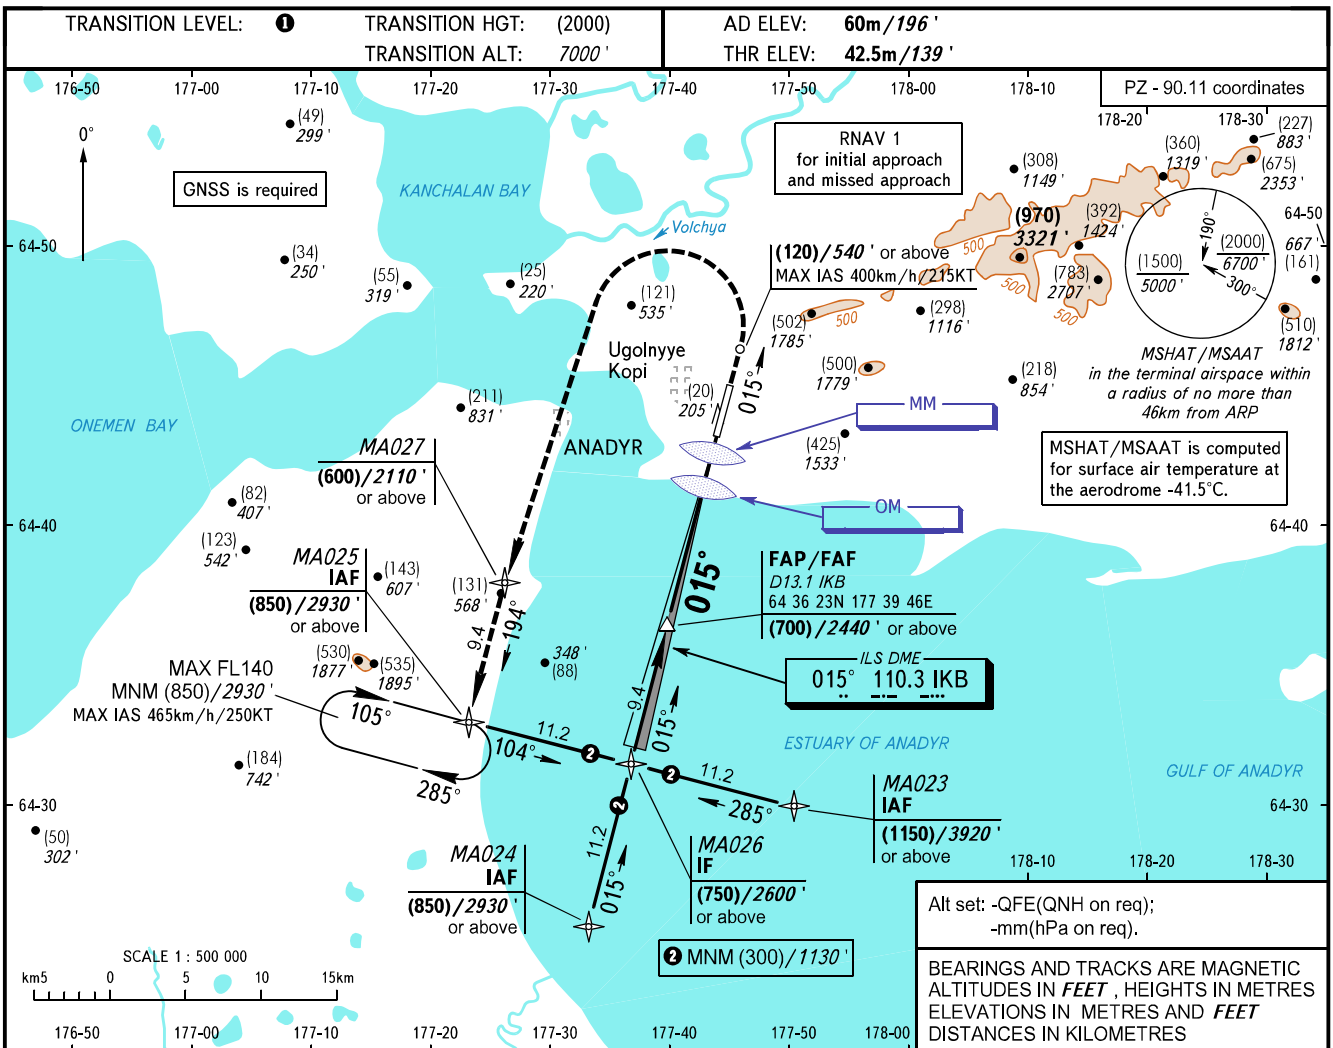 TRANSITION LEVEL: 1
TRANSITION HGT: (2000)
TRANSITION ALT: 7000 '
AD ELEV: 60m/196 '
THR ELEV: 42.5m/139 '
176-50 177-00 177-10 177-20 177-30 177-40 177-50 178-00 178-10
PZ - 90.11 coordinates
178-20 178-30
0°
(49)
299 '
GNSS is required
KANCHALAN BAY
RNAV 1
for initial approach
and missed approach
(227)
883 '
(360)
1319 '
(675)
2353 '
(308)
1149 '
(970)
3321 '
(392)
1424 '
500
500
500
(783)
2707 '
190°
(2000)
6700 '
(1500)
5000 '
300°
64-50
64-50
667 '
(161)
Volchya
(34)
250 '
(55)
319 '
(25)
220 '
(121)
535 '
(120)/540 ' or above
MAX IAS 400km/h/215KT
(502)
1785 '
500
(298)
1116 '
(510)
1812 '
MSHAT/MSAAT
in the terminal airspace within
a radius of no more than
46km from ARP
Ugolnyye
Kopi
(500)
1779 '
(218)
854 '
(20)
205 '
015°
(211)
831 '
ONEMEN BAY
ANADYR
MM
(425)
1533 '
MSHAT/MSAAT is computed
for surface air temperature at
the aerodrome -41.5°C.
MA027
(600)/2110 '
or above
(82)
407 '
OM
64-40
64-40
(123)
542 '
MA025
IAF
(850)/2930 '
or above
(143)
607 '
(131)
568 '
015°
FAP/FAF
D13.1 IKB
64 36 23N 177 39 46E
(700)/2440 ' or above
194°
9.4
348 '
(88)
(530)
1877 '
(535)
1895 '
ILS DME
015° 110.3 IKB
MAX FL140
MNM (850)/2930 '
MAX IAS 465km/h/250KT
105°
285°
9.4
015°
11.2
104°
2
ESTUARY OF ANADYR
GULF OF ANADYR
(184)
742 '
2
11.2
285°
MA023
IAF
(1150)/3920 '
or above
64-30
64-30
(50)
302 '
2
11.2
015°
MA024
IAF
(850)/2930 '
or above
MA026
IF
(750)/2600 '
or above
178-10 178-20 178-30
Alt set: -QFE(QNH on req);
-mm(hPa on req).
2 MNM (300)/1130 '
SCALE 1 : 500 000
km5 0 5 10 15km
BEARINGS AND TRACKS ARE MAGNETIC
ALTITUDES IN FEET , HEIGHTS IN METRES
ELEVATIONS IN METRES AND FEET
DISTANCES IN KILOMETRES
176-50 177-00 177-10 177-20 177-30 177-40 177-50 178-00